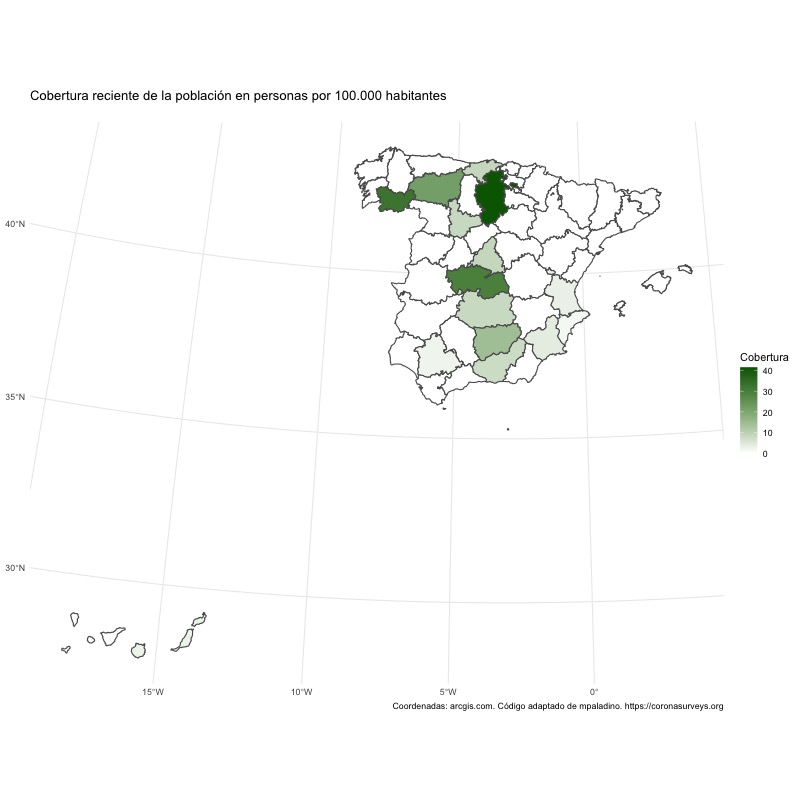 Cobertura reciente de la población en personas por 100.000 habitantes
40°N
35°N
30°N
15°W
10°W
5°W
0°
Cobertura
40
30
20
10
0
Coordenadas: arcgis.com. Código adaptado de mpaladino. https://coronasurveys.org